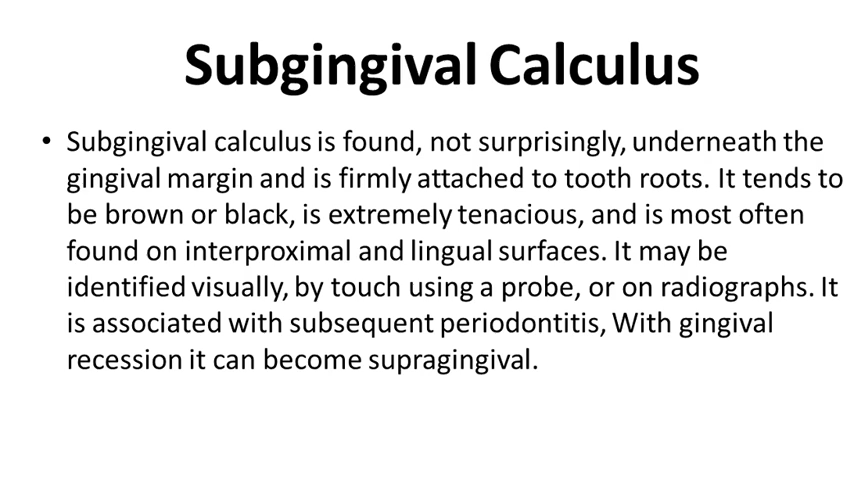 Subgingival Calculus
• Subgingival calculus is found, not surprisingly, underneath the
gingival margin and is firmly attached to tooth roots. It tends to
be brown or black, is extremely tenacious, and is most often
found on interproximal and lingual surfaces. It may be
identified visually, by touch using a probe, or on radiographs. It
is associated with subsequent periodontitis, With gingival
recession it can become supragingival.